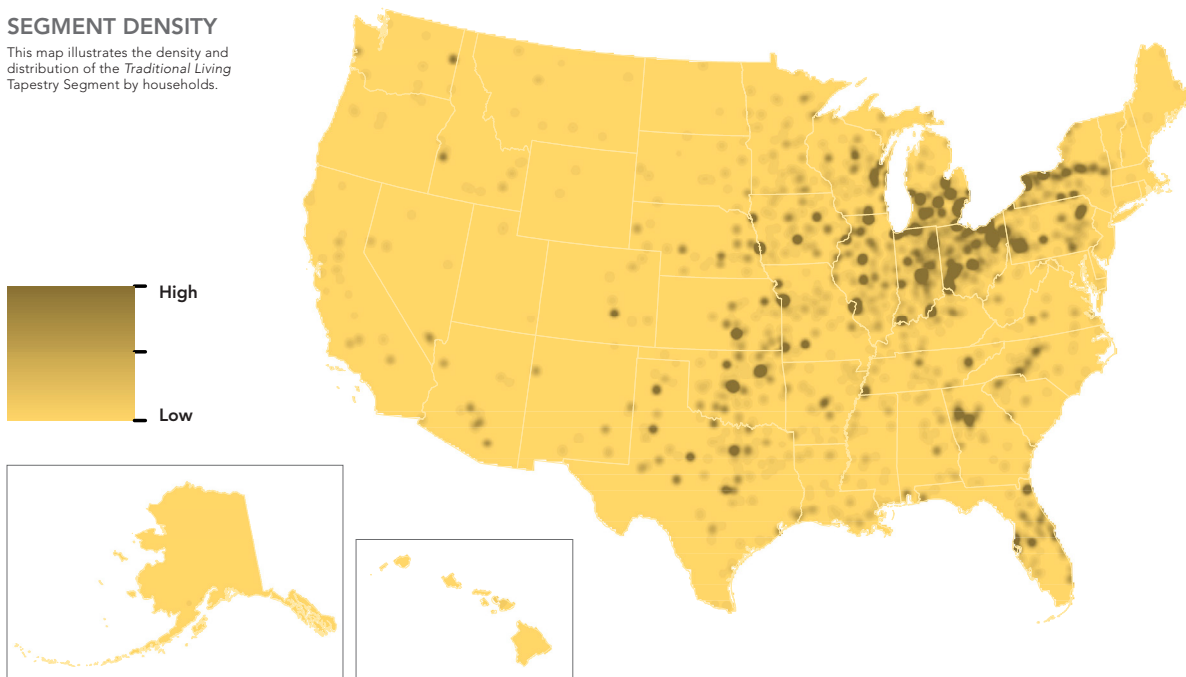 SEGMENT DENSITY
This map illustrates the density and
distribution of the Traditional Living
Tapestry Segment by households.
High
Low